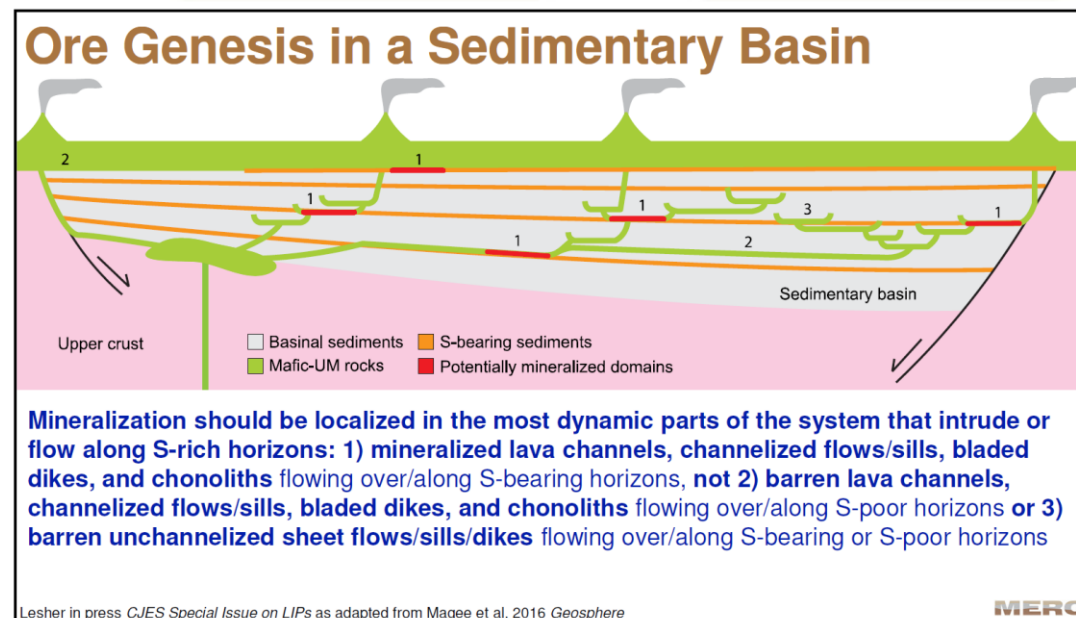 Ore Genesis in a Sedimentary Basin
2
1
1
1
3
1
1
2
Sedimentary basin
Upper crust
Basinal sediments
S-bearing sediments
Mafic-UM rocks
Potentially mineralized domains
Mineralization should be localized in the most dynamic parts of the system that intrude or
flow along S-rich horizons: 1) mineralized lava channels, channelized flows/sills, bladed
dikes, and chonoliths flowing over/along S-bearing horizons, not 2) barren lava channels,
channelized flows/sills, bladed dikes, and chonoliths flowing over/along S-poor horizons or 3)
barren unchannelized sheet flows/sills/dikes flowing over/along S-bearing or S-poor horizons
Lesher in press CJES Special Issue on LIPs as adapted from Magee et al. 2016 Geosphere
MERC